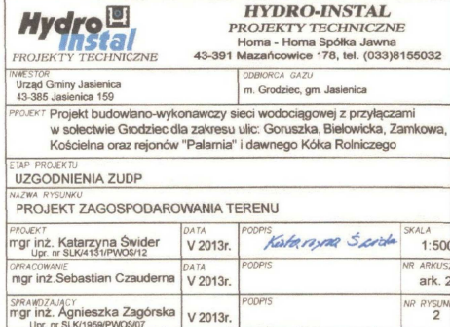 Hydro
Instal
PROJEKTY TECHNICZNE
HYDRO-INSTAL
PROJEKTY TECHNICZNE
Homa - Homa Spółka Jawna
43-391 Mazańcowice 178, tel. (033)8155032
INWESTOR
Urząd Gminy Jasienica
43-385 Jasienica 159
ODBIORCA GAZU
m. Grodziec, gm Jasienica
PROJEKT Projekt budowlano-wykonawczy sieci wodociągowej z przyłączami
w sołectwie Grodziec dla zakresu ulic: Goruszka, Bielowicka, Zamkowa,
Kościelna oraz rejonów "Palarnia" i dawnego Kółka Rolniczego
ETAP PROJEKTU
UZGODNIENIA ZUDP
NAZWA RYSUNKU
PROJEKT ZAGOSPODAROWANIA TERENU
PROJEKT
mgr inż. Katarzyna Świder
Upr. nr SLK/4131/PWOS/12
DATA
V 2013r.
PODPIS
Katarzyna Świder
SKALA
1:500
OPRACOWANIE
mgr inż.Sebastian Czauderna
DATA
V 2013r.
PODPIS
NR ARKUSZ
ark. 2
SPRAWDZAJĄCY
mgr inż. Agnieszka Zagórska
Upr. nr SLK/1959/PWOS/07
DATA
V 2013r.
PODPIS
NR RYSUN
2